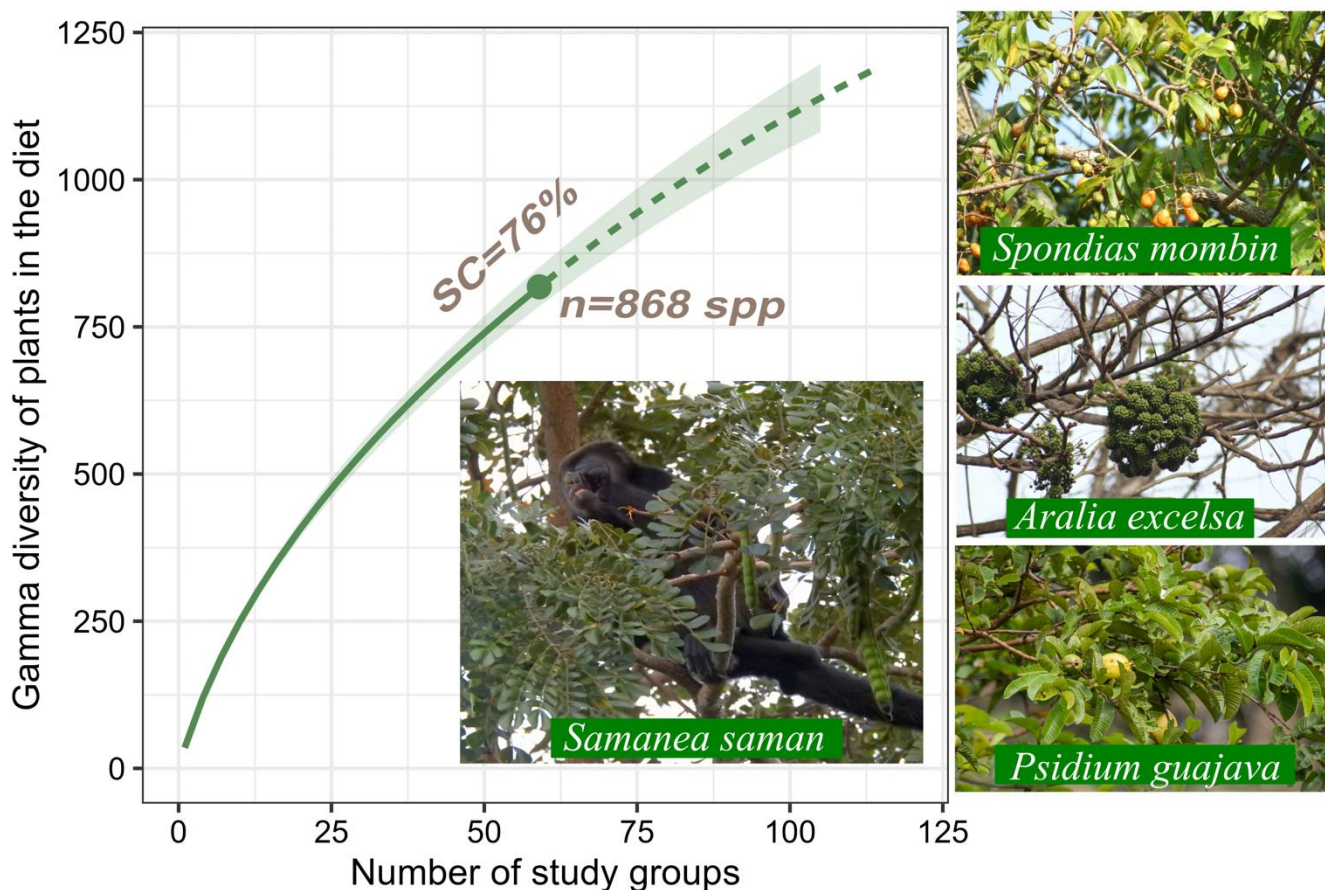 Gamma diversity of plants in the diet
1250
1000
750
500
250
0
SC=76%
n=868 spp
Samanea saman
0
25
50
75
100
125
Number of study groups
Spondias mombin
Aralia excelsa
Psidium guajava